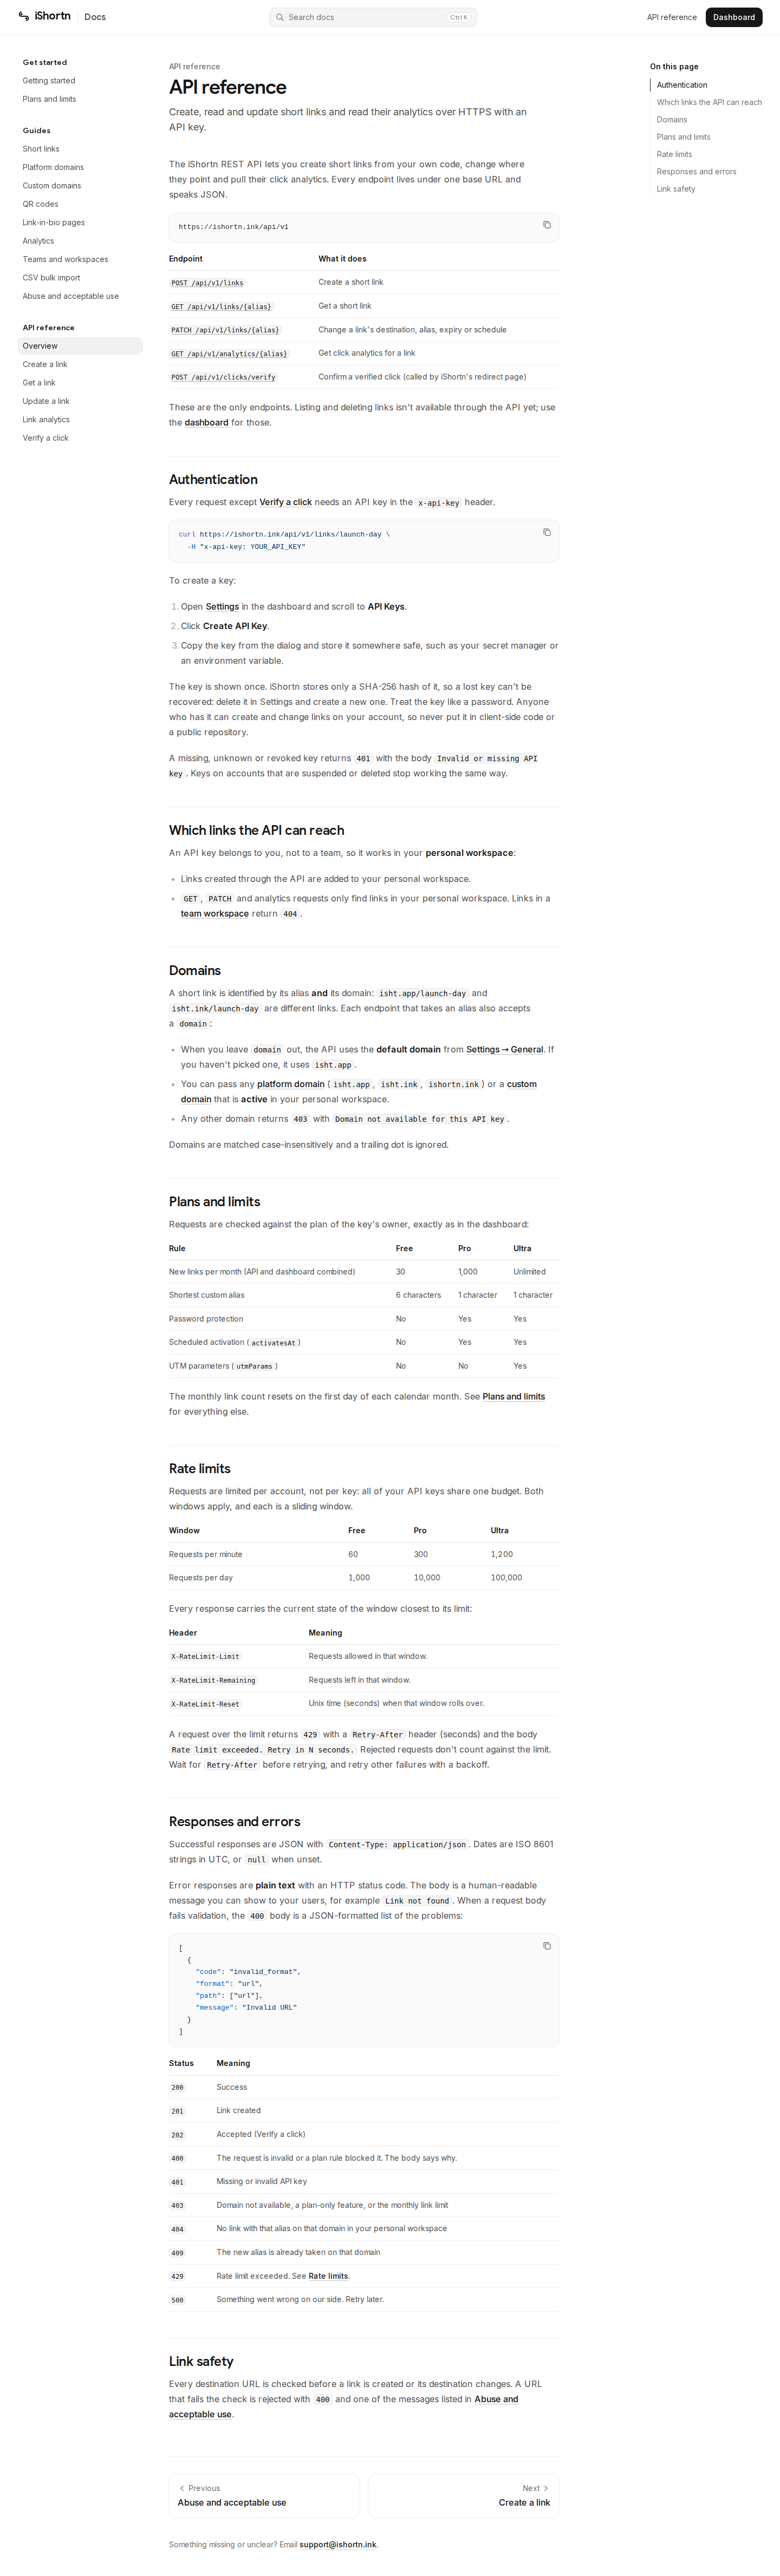 iShortn Docs
Search docs Ctrl K
API reference Dashboard
Get started
Getting started
Plans and limits
Guides
Short links
Platform domains
Custom domains
QR codes
Link-in-bio pages
Analytics
Teams and workspaces
CSV bulk import
Abuse and acceptable use
API reference
Overview
Create a link
Get a link
Update a link
Link analytics
Verify a click
API reference
API reference
Create, read and update short links and read their analytics over HTTPS with an
API key.
The iShortn REST API lets you create short links from your own code, change where
they point and pull their click analytics. Every endpoint lives under one base URL and
speaks JSON.
https://ishortn.ink/api/v1
Endpoint What it does
POST /api/v1/links Create a short link
GET /api/v1/links/{alias} Get a short link
PATCH /api/v1/links/{alias} Change a link's destination, alias, expiry or schedule
GET /api/v1/analytics/{alias} Get click analytics for a link
POST /api/v1/clicks/verify Confirm a verified click (called by iShortn's redirect page)
These are the only endpoints. Listing and deleting links isn't available through the API yet; use
the dashboard for those.
Authentication
Every request except Verify a click needs an API key in the x-api-key header.
curl https://ishortn.ink/api/v1/links/launch-day \
-H "x-api-key: YOUR_API_KEY"
To create a key:
1. Open Settings in the dashboard and scroll to API Keys.
2. Click Create API Key.
3. Copy the key from the dialog and store it somewhere safe, such as your secret manager or
an environment variable.
The key is shown once. iShortn stores only a SHA-256 hash of it, so a lost key can't be
recovered: delete it in Settings and create a new one. Treat the key like a password. Anyone
who has it can create and change links on your account, so never put it in client-side code or
a public repository.
A missing, unknown or revoked key returns 401 with the body Invalid or missing API
key. Keys on accounts that are suspended or deleted stop working the same way.
Which links the API can reach
An API key belongs to you, not to a team, so it works in your personal workspace:
• Links created through the API are added to your personal workspace.
• GET, PATCH and analytics requests only find links in your personal workspace. Links in a
team workspace return 404.
Domains
A short link is identified by its alias and its domain: isht.app/launch-day and
isht.ink/launch-day are different links. Each endpoint that takes an alias also accepts
a domain:
• When you leave domain out, the API uses the default domain from Settings → General. If
you haven't picked one, it uses isht.app.
• You can pass any platform domain (isht.app, isht.ink, ishortn.ink) or a custom
domain that is active in your personal workspace.
• Any other domain returns 403 with Domain not available for this API key.
Domains are matched case-insensitively and a trailing dot is ignored.
Plans and limits
Requests are checked against the plan of the key's owner, exactly as in the dashboard:
Rule Free Pro Ultra
New links per month (API and dashboard combined) 30 1,000 Unlimited
Shortest custom alias 6 characters 1 character 1 character
Password protection No Yes Yes
Scheduled activation (activatesAt) No Yes Yes
UTM parameters (utmParams) No No Yes
The monthly link count resets on the first day of each calendar month. See Plans and limits
for everything else.
Rate limits
Requests are limited per account, not per key: all of your API keys share one budget. Both
windows apply, and each is a sliding window.
Window Free Pro Ultra
Requests per minute 60 300 1,200
Requests per day 1,000 10,000 100,000
Every response carries the current state of the window closest to its limit:
Header Meaning
X-RateLimit-Limit Requests allowed in that window.
X-RateLimit-Remaining Requests left in that window.
X-RateLimit-Reset Unix time (seconds) when that window rolls over.
A request over the limit returns 429 with a Retry-After header (seconds) and the body
Rate limit exceeded. Retry in N seconds. Rejected requests don't count against the limit.
Wait for Retry-After before retrying, and retry other failures with a backoff.
Responses and errors
Successful responses are JSON with Content-Type: application/json. Dates are ISO 8601
strings in UTC, or null when unset.
Error responses are plain text with an HTTP status code. The body is a human-readable
message you can show to your users, for example Link not found. When a request body
fails validation, the 400 body is a JSON-formatted list of the problems:
[
{
"code": "invalid_format",
"format": "url",
"path": ["url"],
"message": "Invalid URL"
}
]
Status Meaning
200 Success
201 Link created
202 Accepted (Verify a click)
400 The request is invalid or a plan rule blocked it. The body says why.
401 Missing or invalid API key
403 Domain not available, a plan-only feature, or the monthly link limit
404 No link with that alias on that domain in your personal workspace
409 The new alias is already taken on that domain
429 Rate limit exceeded. See Rate limits.
500 Something went wrong on our side. Retry later.
Link safety
Every destination URL is checked before a link is created or its destination changes. A URL
that fails the check is rejected with 400 and one of the messages listed in Abuse and
acceptable use.
Previous
Abuse and acceptable use
Next
Create a link
Something missing or unclear? Email support@ishortn.ink.
On this page
Authentication
Which links the API can reach
Domains
Plans and limits
Rate limits
Responses and errors
Link safety